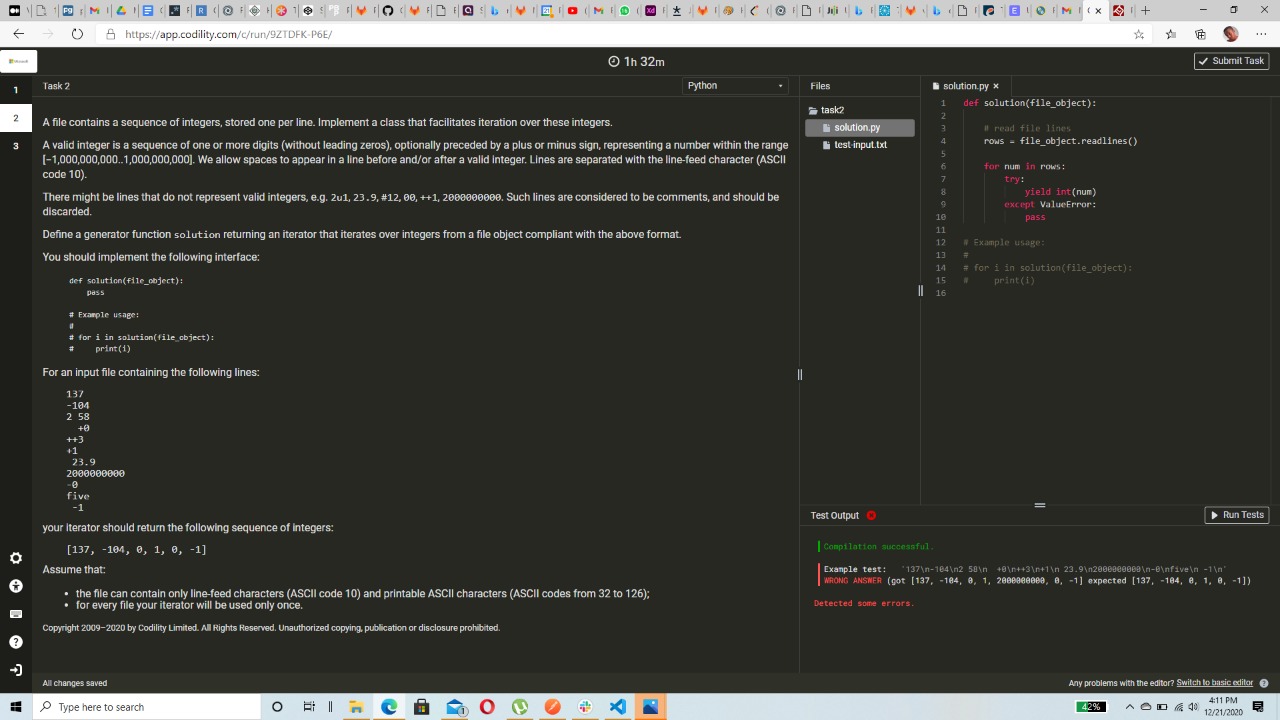 https://app.codility.com/c/run/9ZTDFK-P6E/
Microsoft
1h 32m
Submit Task
1
2
3
Task 2
Python
A file contains a sequence of integers, stored one per line. Implement a class that facilitates iteration over these integers.
A valid integer is a sequence of one or more digits (without leading zeros), optionally preceded by a plus or minus sign, representing a number within the range
[−1,000,000,000..1,000,000,000]. We allow spaces to appear in a line before and/or after a valid integer. Lines are separated with the line-feed character (ASCII
code 10).
There might be lines that do not represent valid integers, e.g. 2u1, 23.9, #12, 00, ++1, 2000000000. Such lines are considered to be comments, and should be
discarded.
Define a generator function solution returning an iterator that iterates over integers from a file object compliant with the above format.
You should implement the following interface:
def solution(file_object):
pass
# Example usage:
#
# for i in solution(file_object):
#     print(i)
For an input file containing the following lines:
137
-104
2 58
+0
++3
+1
23.9
2000000000
-0
five
-1
your iterator should return the following sequence of integers:
[137, -104, 0, 1, 0, -1]
Assume that:
• the file can contain only line-feed characters (ASCII code 10) and printable ASCII characters (ASCII codes from 32 to 126);
• for every file your iterator will be used only once.
Copyright 2009–2020 by Codility Limited. All Rights Reserved. Unauthorized copying, publication or disclosure prohibited.
All changes saved
Files
task2
solution.py
test-input.txt
solution.py ×
1 def solution(file_object):
2
3     # read file lines
4     rows = file_object.readlines()
5
6     for num in rows:
7         try:
8             yield int(num)
9         except ValueError:
10             pass
11
12 # Example usage:
13 #
14 # for i in solution(file_object):
15 #     print(i)
16
Test Output
Run Tests
Compilation successful.
Example test:   '137\n-104\n2 58\n  +0\n++3\n+1\n 23.9\n2000000000\n-0\nfive\n -1\n'
WRONG ANSWER (got [137, -104, 0, 1, 2000000000, 0, -1] expected [137, -104, 0, 1, 0, -1])
Detected some errors.
Any problems with the editor? Switch to basic editor
Type here to search
42%
4:11 PM
12/21/2020